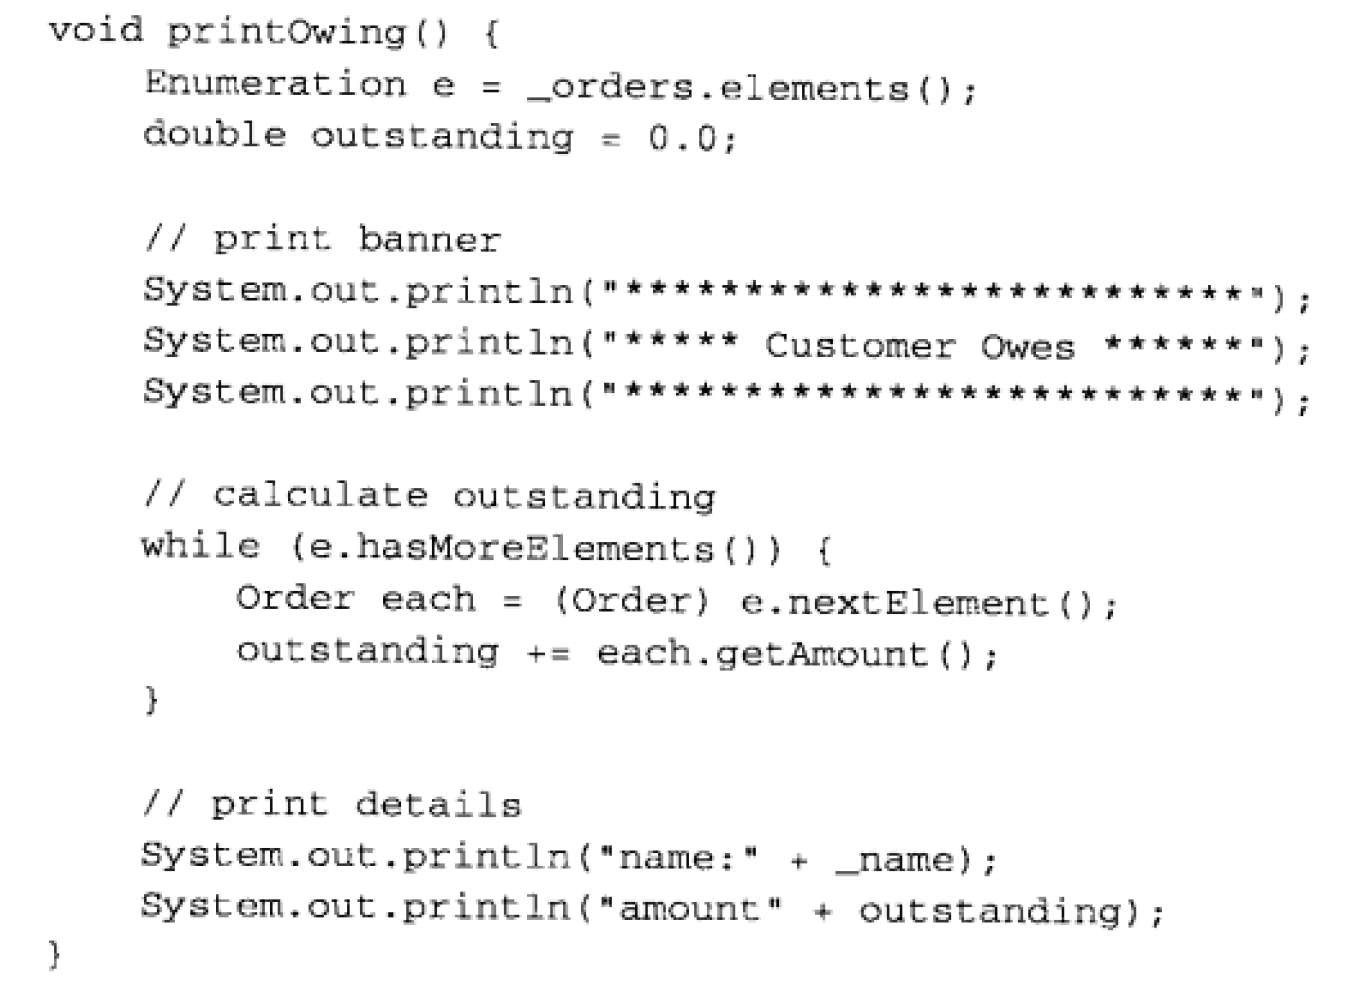 void printOwing() {
    Enumeration e = _orders.elements();
    double outstanding = 0.0;

    // print banner
    System.out.println("**************************");
    System.out.println("***** Customer Owes ******");
    System.out.println("**************************");

    // calculate outstanding
    while (e.hasMoreElements()) {
        Order each = (Order) e.nextElement();
        outstanding += each.getAmount();
    }

    // print details
    System.out.println("name:" + _name);
    System.out.println("amount" + outstanding);
}